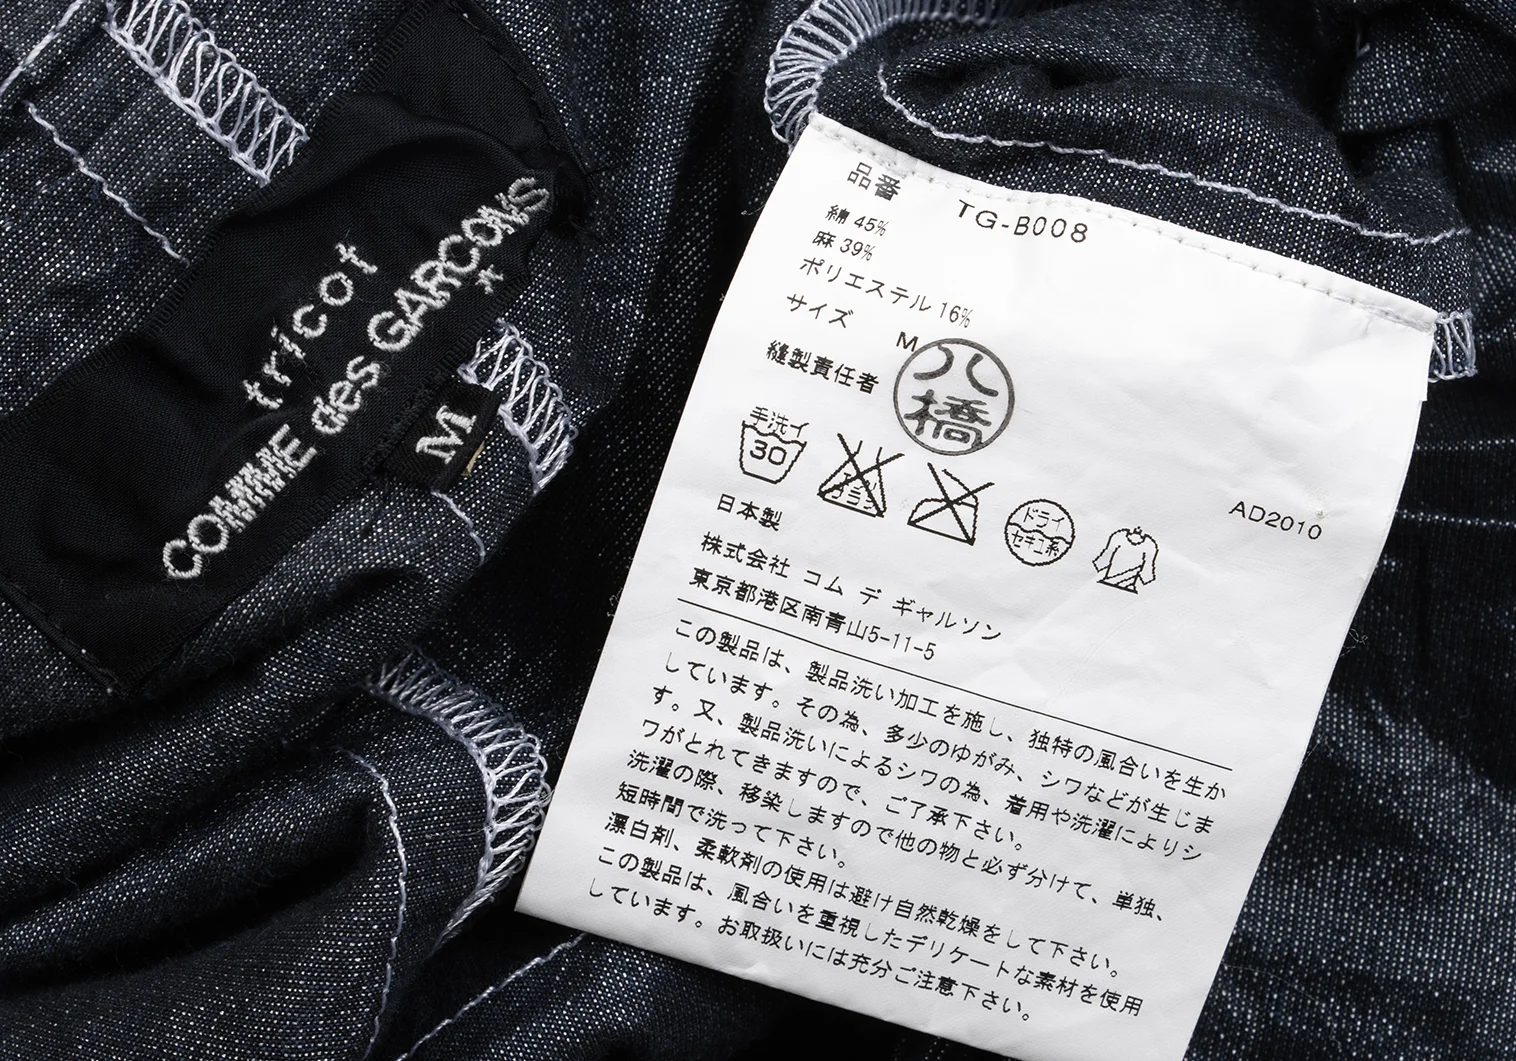 tricot
COMME des GARCONS
M
品番 TG-B008
綿 45%
麻 39%
ポリエステル 16%
サイズ M
縫製責任者 八橋
手洗イ
30
エンソ
サラシ
ドライ
セキユ系
AD2010
日本製
株式会社 コム デ ギャルソン
東京都港区南青山5-11-5
この製品は、製品洗い加工を施し、独特の風合いを生か
しています。その為、多少のゆがみ、シワなどが生じま
す。又、製品洗いによるシワの為、着用や洗濯によりシ
ワがとれてきますので、ご了承下さい。
洗濯の際、移染しますので他の物と必ず分けて、単独、
短時間で洗って下さい。
漂白剤、柔軟剤の使用は避け自然乾燥をして下さい。
この製品は、風合いを重視したデリケートな素材を使用
しています。お取扱いには充分ご注意下さい。